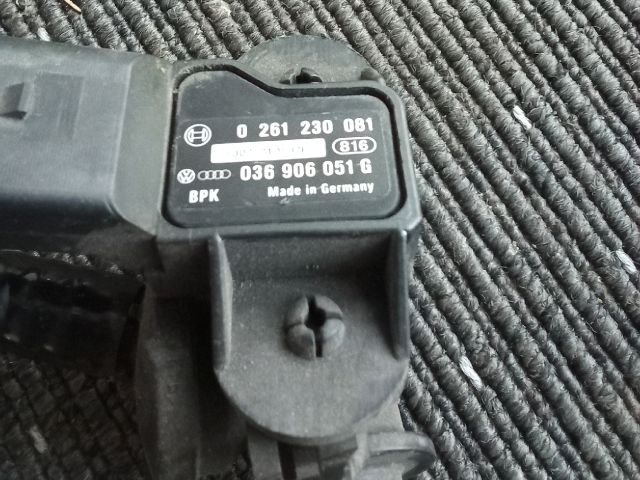 0 261 230 081
816
036 906 051 G
BPK Made in Germany